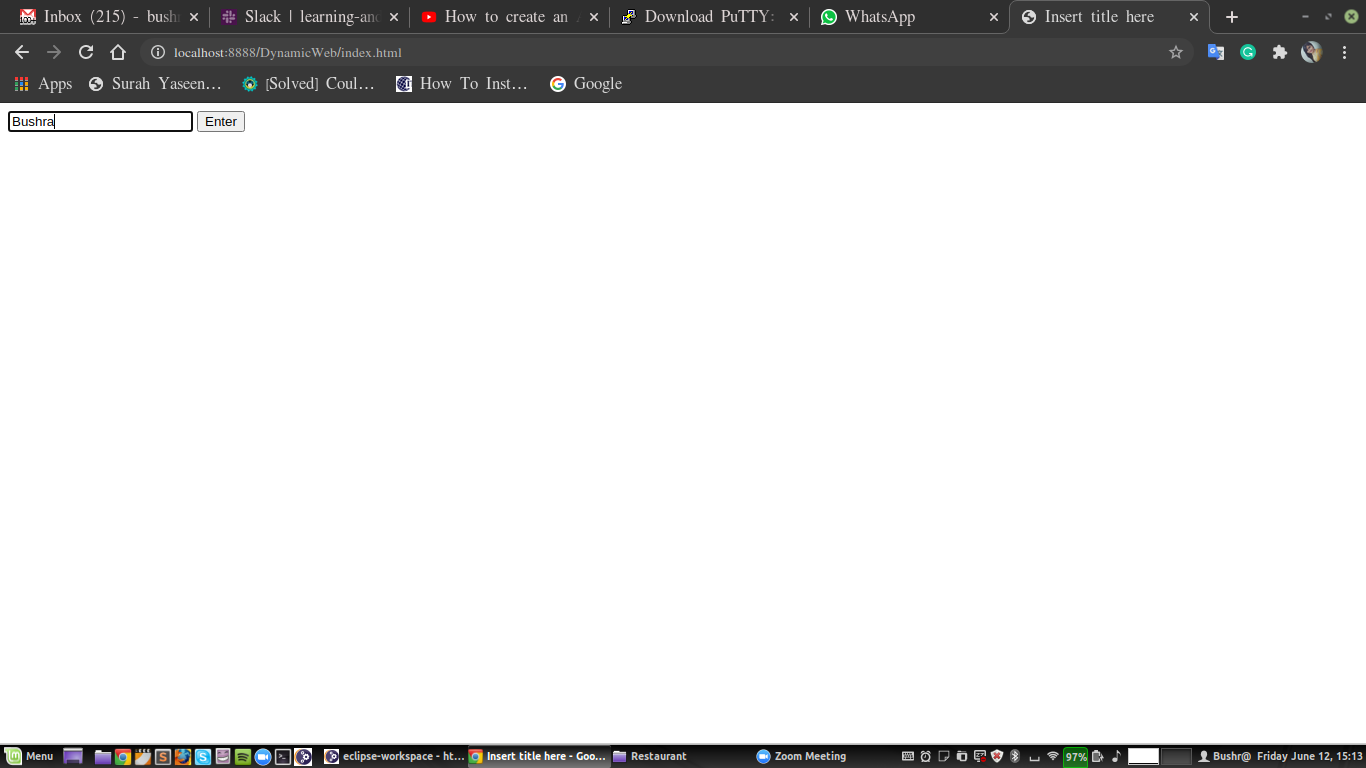 Inbox (215) - bushr
Slack | learning-and
How to create an
Download PuTTY:
WhatsApp
Insert title here
localhost:8888/DynamicWeb/index.html
Apps
Surah Yaseen...
[Solved] Coul...
How To Inst...
Google
Bushra
Enter
Menu
eclipse-workspace - ht...
Insert title here - Goo...
Restaurant
Zoom Meeting
97%
Bushr@
Friday June 12, 15:13